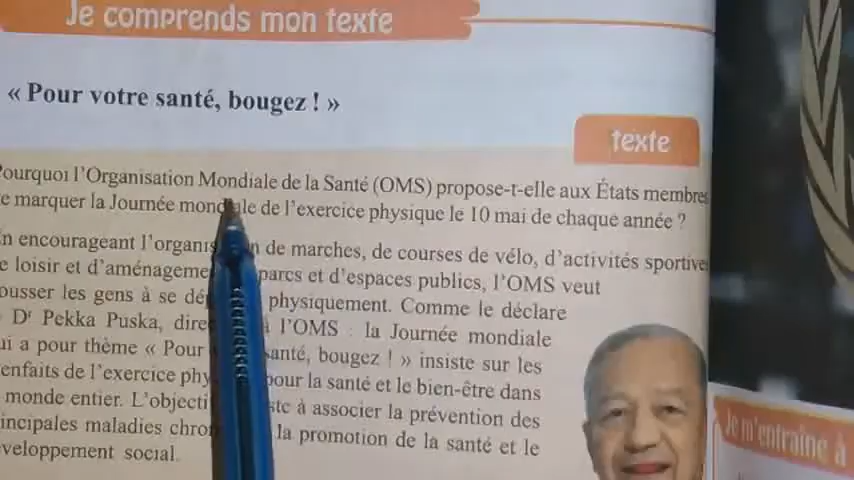 Je comprends mon texte
« Pour votre santé, bougez ! »
texte
Pourquoi l'Organisation Mondiale de la Santé (OMS) propose-t-elle aux États membres
marquer la Journée mondiale de l'exercice physique le 10 mai de chaque année ?
encourageant l'organis de marches, de courses de vélo, d'activités sportive
loisir et d'aménageme parcs et d'espaces publics, l'OMS veut
ousser les gens à se dé physiquement. Comme le déclare
Dr Pekka Puska, direc à l'OMS : la Journée mondiale
ui a pour thème « Pour santé, bougez ! » insiste sur les
enfaits de l'exercice phy pour la santé et le bien-être dans
monde entier. L'objecti ste à associer la prévention des
incipales maladies chron la promotion de la santé et le
veloppement social.
Je m'entraîne à